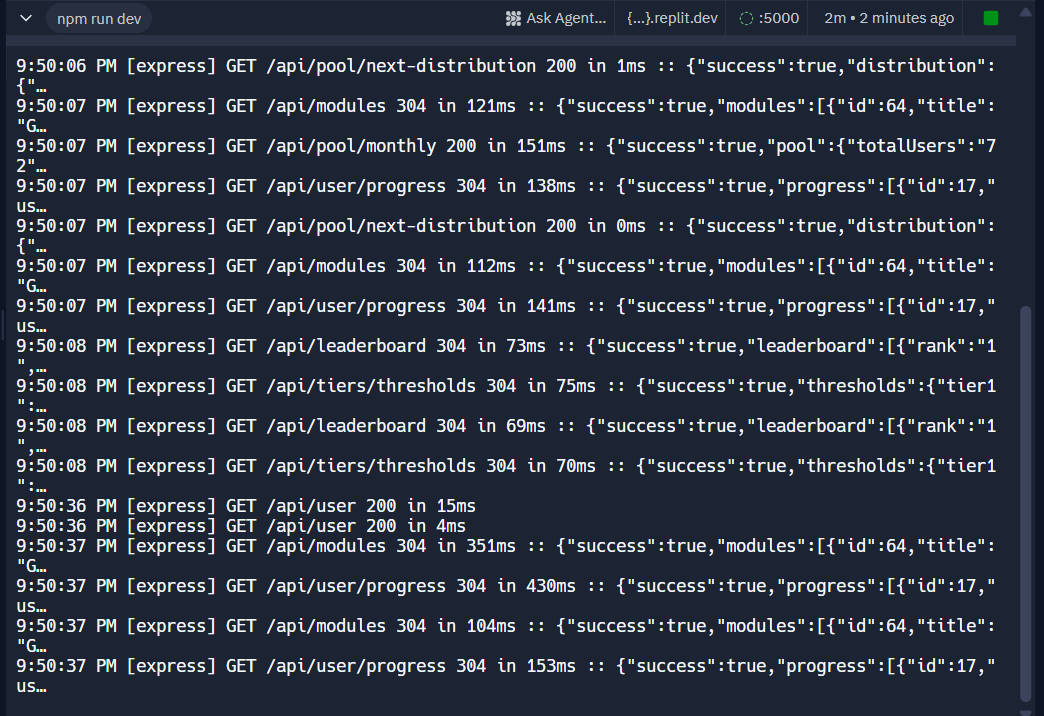 npm run dev
Ask Agent... {...}.replit.dev :5000 2m • 2 minutes ago
9:50:06 PM [express] GET /api/pool/next-distribution 200 in 1ms :: {"success":true,"distribution":
{"…
9:50:07 PM [express] GET /api/modules 304 in 121ms :: {"success":true,"modules":[{"id":64,"title":
"G…
9:50:07 PM [express] GET /api/pool/monthly 200 in 151ms :: {"success":true,"pool":{"totalUsers":"7
2"…
9:50:07 PM [express] GET /api/user/progress 304 in 138ms :: {"success":true,"progress":[{"id":17,"
us…
9:50:07 PM [express] GET /api/pool/next-distribution 200 in 0ms :: {"success":true,"distribution":
{"…
9:50:07 PM [express] GET /api/modules 304 in 112ms :: {"success":true,"modules":[{"id":64,"title":
"G…
9:50:07 PM [express] GET /api/user/progress 304 in 141ms :: {"success":true,"progress":[{"id":17,"
us…
9:50:08 PM [express] GET /api/leaderboard 304 in 73ms :: {"success":true,"leaderboard":[{"rank":"1
",…
9:50:08 PM [express] GET /api/tiers/thresholds 304 in 75ms :: {"success":true,"thresholds":{"tier1
":…
9:50:08 PM [express] GET /api/leaderboard 304 in 69ms :: {"success":true,"leaderboard":[{"rank":"1
",…
9:50:08 PM [express] GET /api/tiers/thresholds 304 in 70ms :: {"success":true,"thresholds":{"tier1
":…
9:50:36 PM [express] GET /api/user 200 in 15ms
9:50:36 PM [express] GET /api/user 200 in 4ms
9:50:37 PM [express] GET /api/modules 304 in 351ms :: {"success":true,"modules":[{"id":64,"title":
"G…
9:50:37 PM [express] GET /api/user/progress 304 in 430ms :: {"success":true,"progress":[{"id":17,"
us…
9:50:37 PM [express] GET /api/modules 304 in 104ms :: {"success":true,"modules":[{"id":64,"title":
"G…
9:50:37 PM [express] GET /api/user/progress 304 in 153ms :: {"success":true,"progress":[{"id":17,"
us…